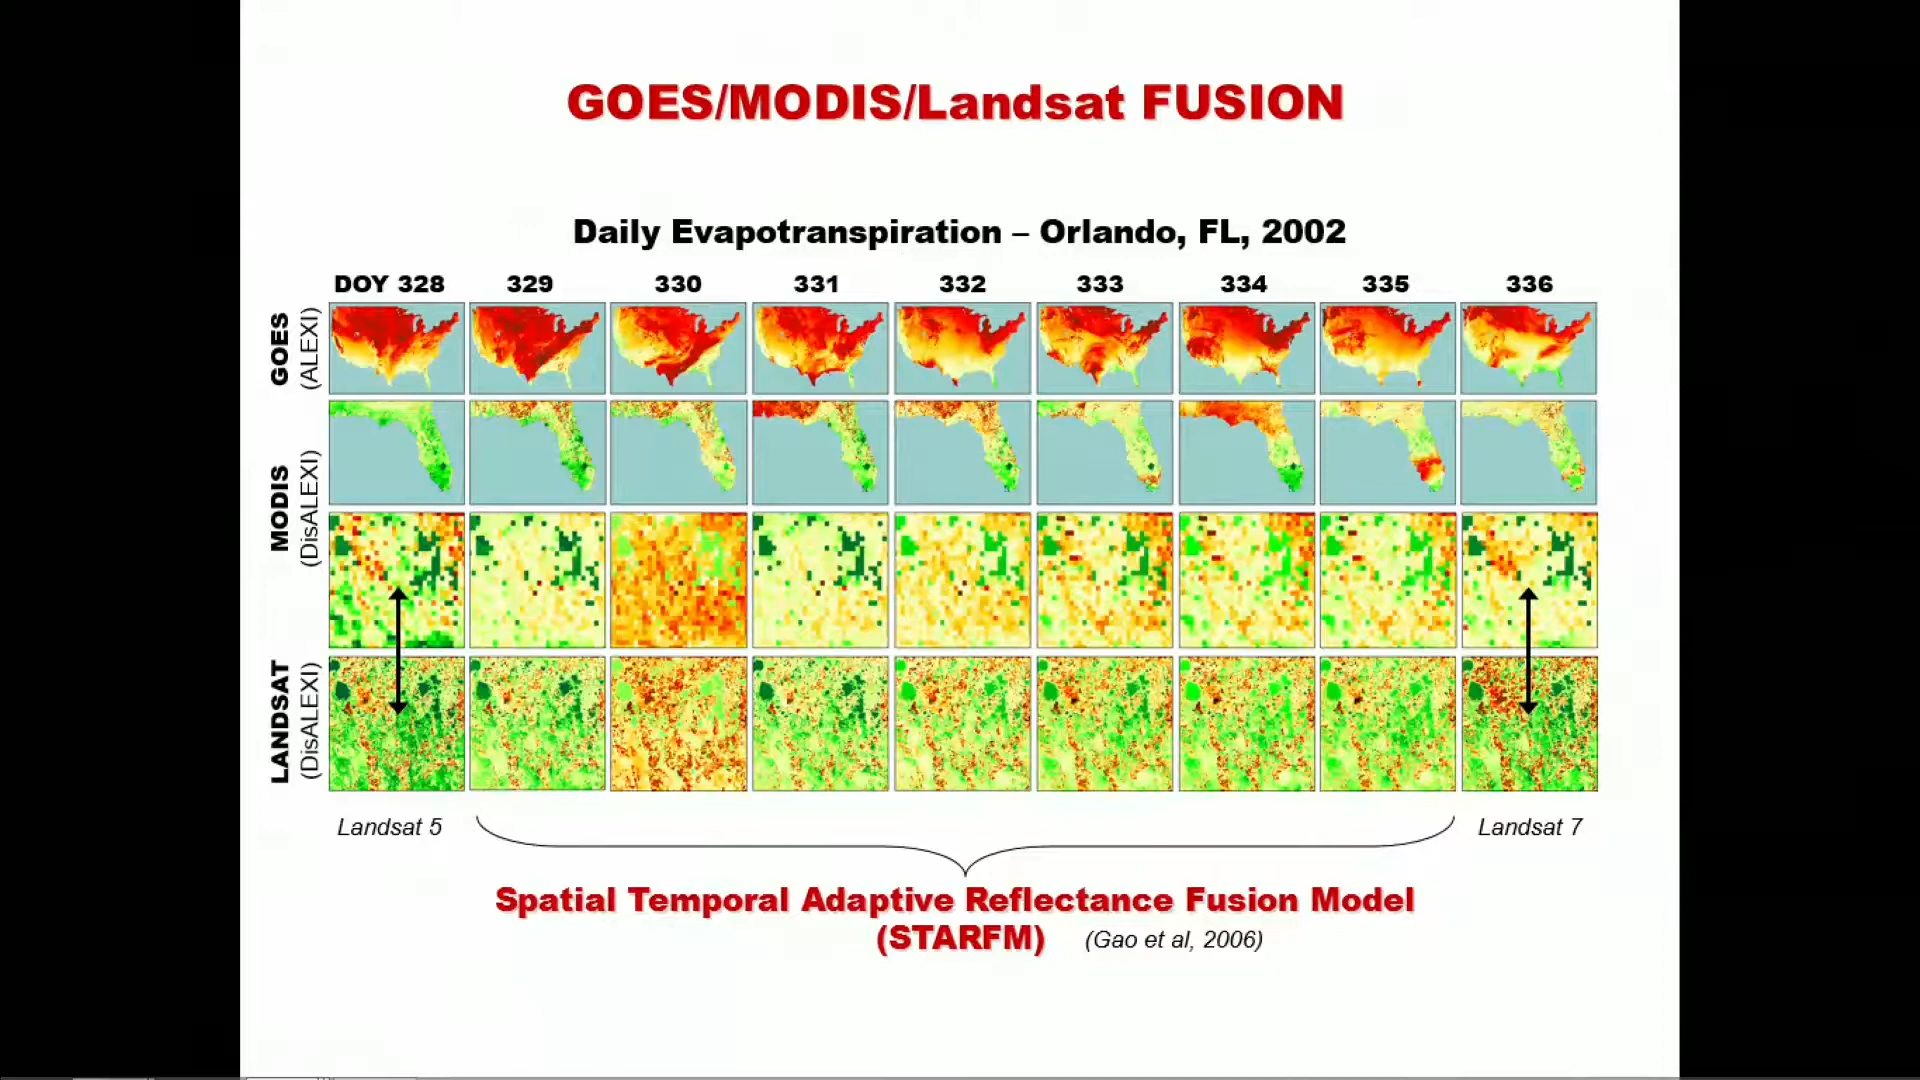 GOES/MODIS/Landsat FUSION
Daily Evapotranspiration – Orlando, FL, 2002
DOY 328 329 330 331 332 333 334 335 336
GOES
(ALEXI)
MODIS
(DisALEXI)
LANDSAT
(DisALEXI)
Landsat 5 Landsat 7
Spatial Temporal Adaptive Reflectance Fusion Model
(STARFM) (Gao et al, 2006)